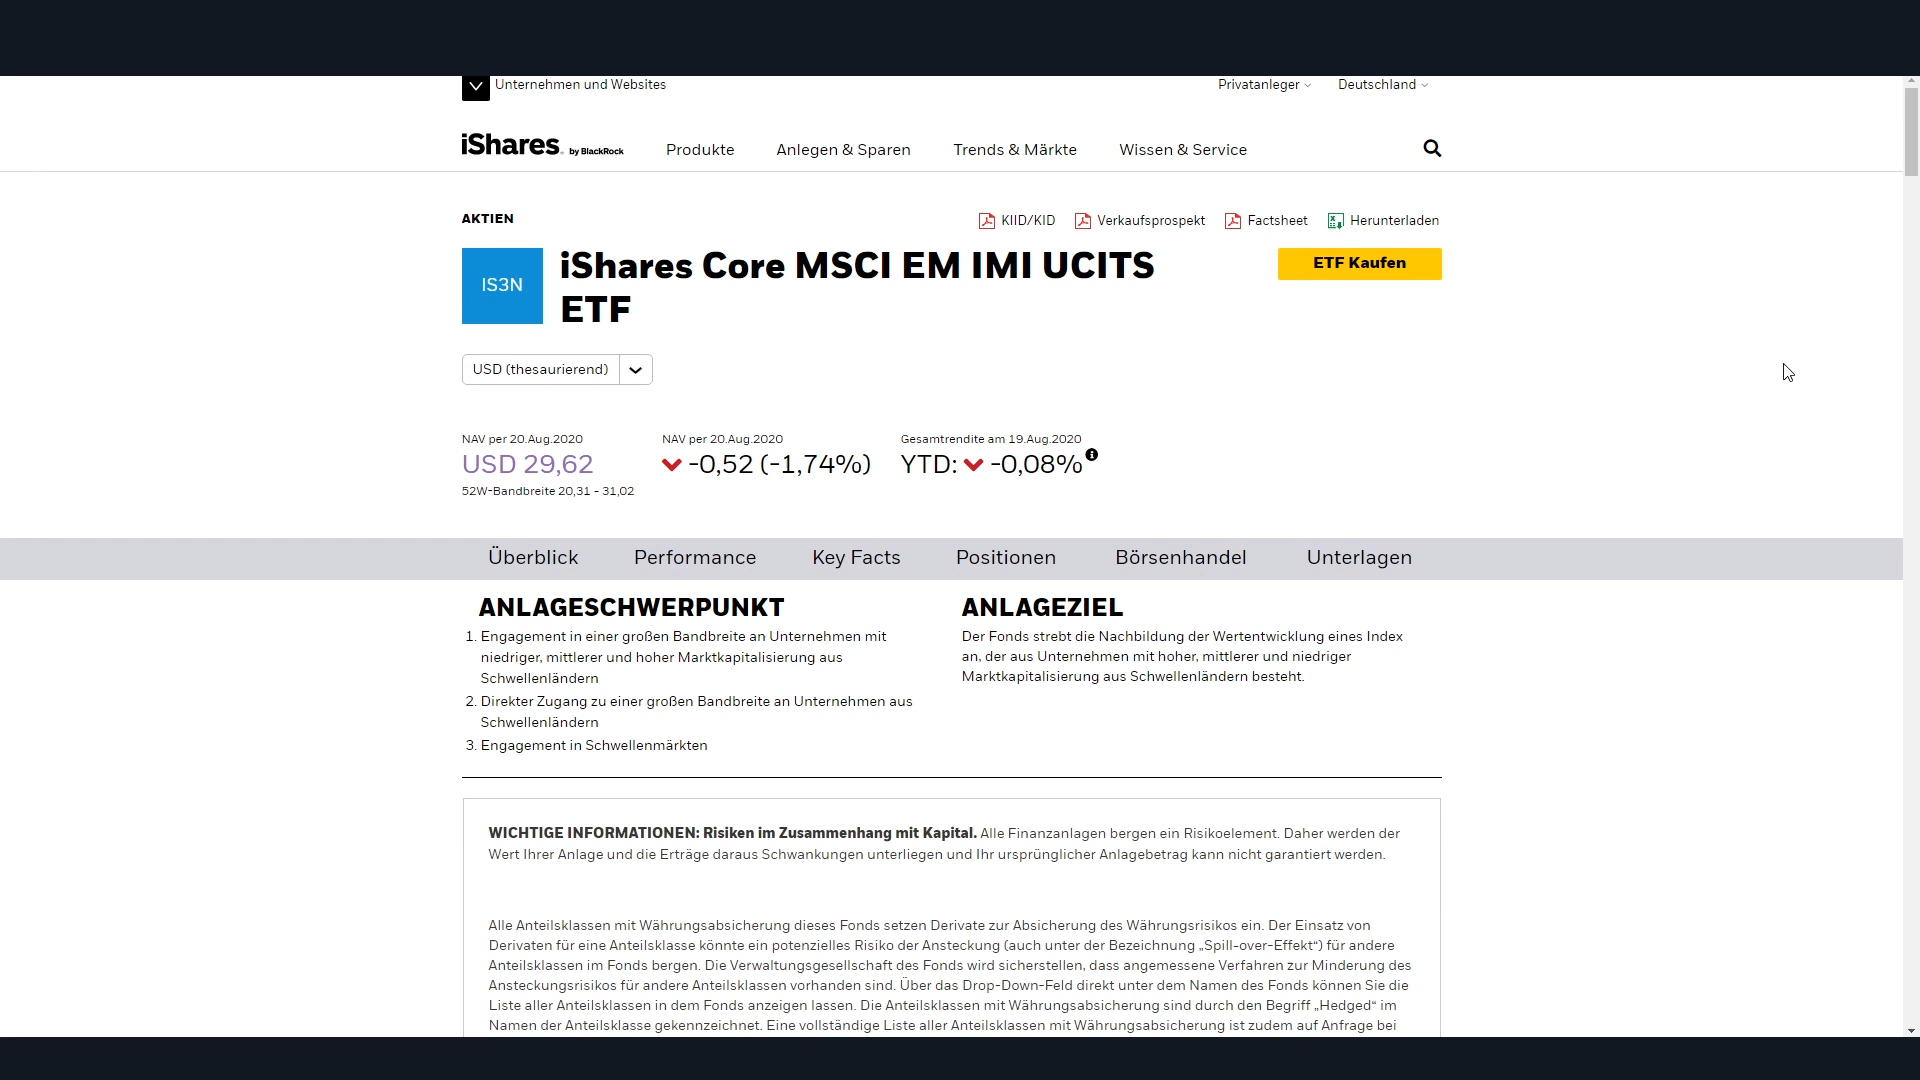 Unternehmen und Websites
Privatanleger
Deutschland
iShares. by BlackRock
Produkte
Anlegen & Sparen
Trends & Märkte
Wissen & Service
AKTIEN
KIID/KID
Verkaufsprospekt
Factsheet
Herunterladen
IS3N
iShares Core MSCI EM IMI UCITS
ETF
ETF Kaufen
USD (thesaurierend)
NAV per 20.Aug.2020
USD 29,62
52W-Bandbreite 20,31 - 31,02
NAV per 20.Aug.2020
-0,52 (-1,74%)
Gesamtrendite am 19.Aug.2020
YTD: -0,08%
Überblick
Performance
Key Facts
Positionen
Börsenhandel
Unterlagen
ANLAGESCHWERPUNKT
1. Engagement in einer großen Bandbreite an Unternehmen mit
niedriger, mittlerer und hoher Marktkapitalisierung aus
Schwellenländern
2. Direkter Zugang zu einer großen Bandbreite an Unternehmen aus
Schwellenländern
3. Engagement in Schwellenmärkten
ANLAGEZIEL
Der Fonds strebt die Nachbildung der Wertentwicklung eines Index
an, der aus Unternehmen mit hoher, mittlerer und niedriger
Marktkapitalisierung aus Schwellenländern besteht.
WICHTIGE INFORMATIONEN: Risiken im Zusammenhang mit Kapital. Alle Finanzanlagen bergen ein Risikoelement. Daher werden der
Wert Ihrer Anlage und die Erträge daraus Schwankungen unterliegen und Ihr ursprünglicher Anlagebetrag kann nicht garantiert werden.
Alle Anteilsklassen mit Währungsabsicherung dieses Fonds setzen Derivate zur Absicherung des Währungsrisikos ein. Der Einsatz von
Derivaten für eine Anteilsklasse könnte ein potenzielles Risiko der Ansteckung (auch unter der Bezeichnung „Spill-over-Effekt“) für andere
Anteilsklassen im Fonds bergen. Die Verwaltungsgesellschaft des Fonds wird sicherstellen, dass angemessene Verfahren zur Minderung des
Ansteckungsrisikos für andere Anteilsklassen vorhanden sind. Über das Drop-Down-Feld direkt unter dem Namen des Fonds können Sie die
Liste aller Anteilsklassen in dem Fonds anzeigen lassen. Die Anteilsklassen mit Währungsabsicherung sind durch den Begriff „Hedged“ im
Namen der Anteilsklasse gekennzeichnet. Eine vollständige Liste aller Anteilsklassen mit Währungsabsicherung ist zudem auf Anfrage bei